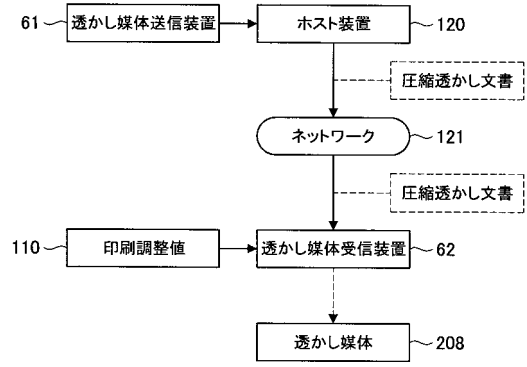 61 透かし媒体送信装置 ホスト装置 120
圧縮透かし文書
ネットワーク 121
圧縮透かし文書
110 印刷調整値 透かし媒体受信装置 62
透かし媒体 208